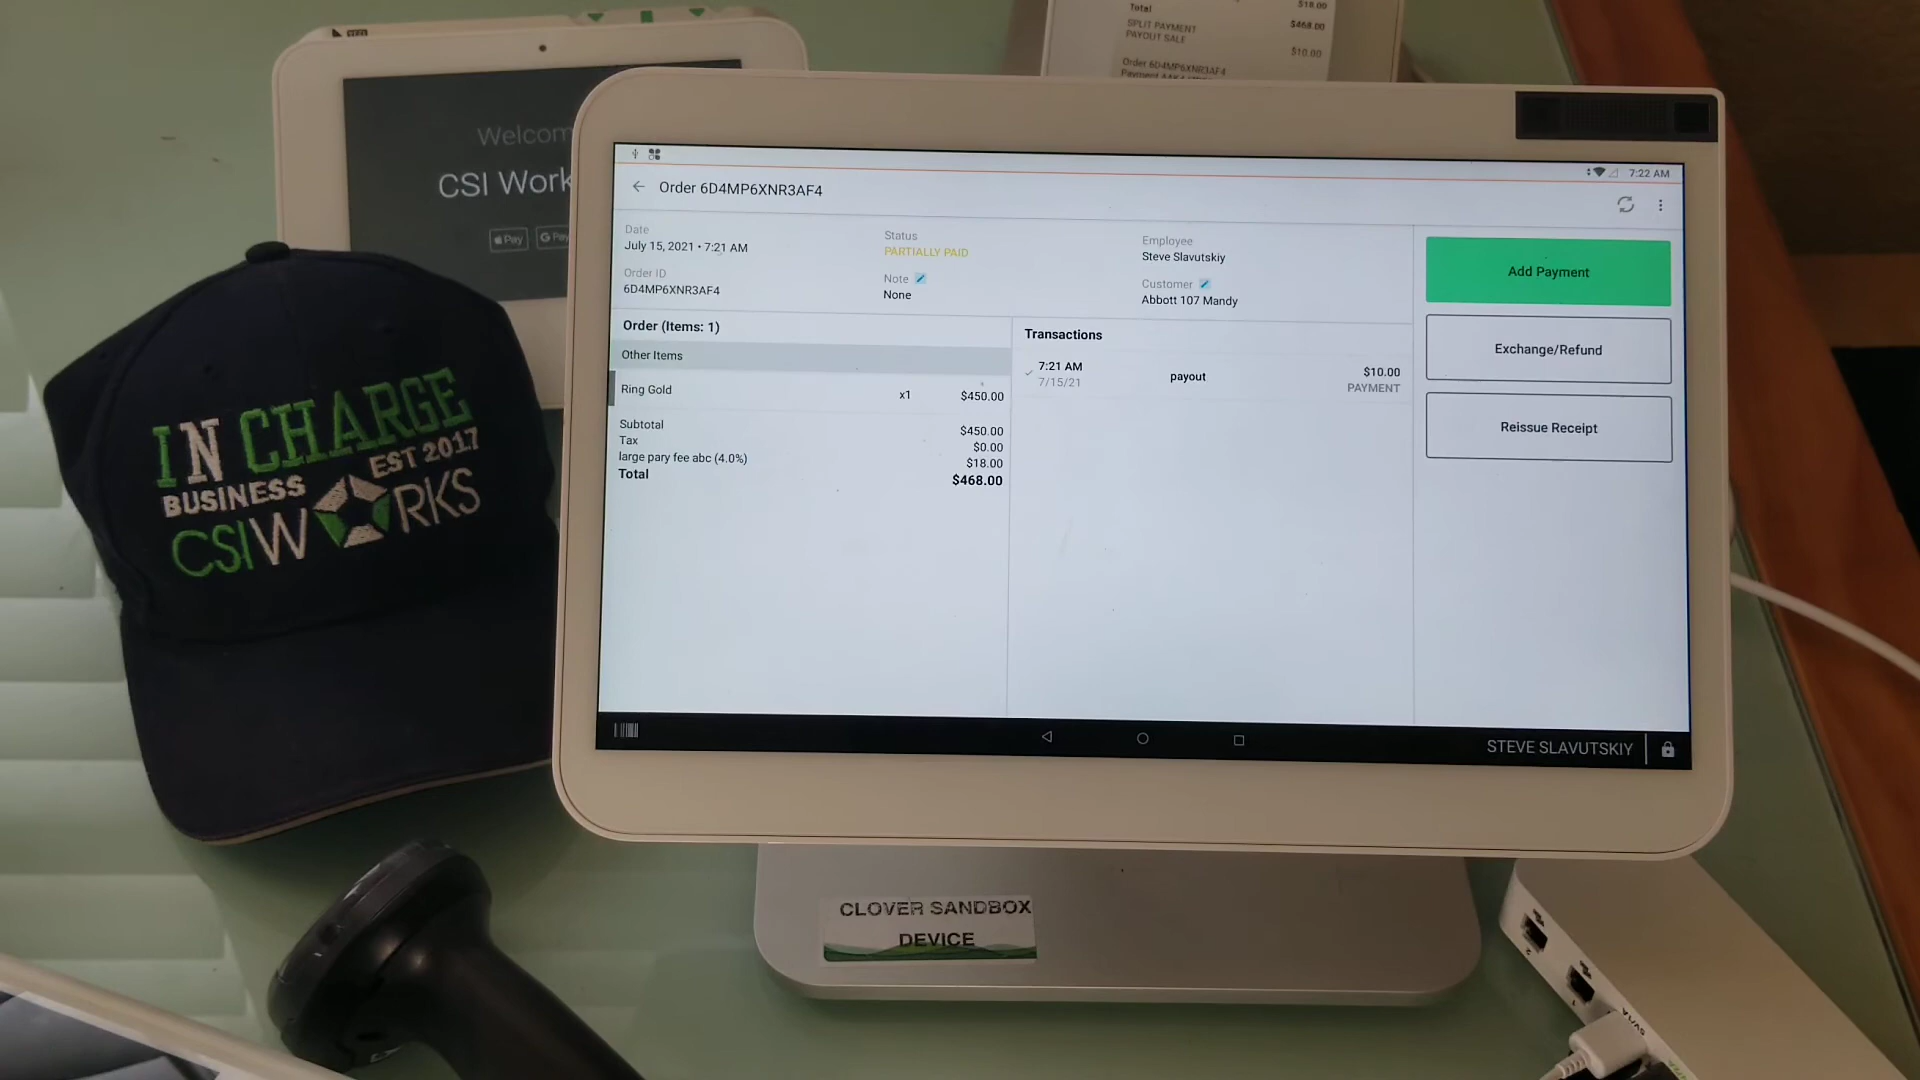 Total $18.00
SPLIT PAYMENT $468.00
PAYOUT SALE
$10.00
Order 6D4MP6XNR3AF4
Payment
Welcom
CSI Work
Pay
G Pay
7:22 AM
Order 6D4MP6XNR3AF4
Date
July 15, 2021 • 7:21 AM
Order ID
6D4MP6XNR3AF4
Status
PARTIALLY PAID
Note
None
Employee
Steve Slavutskiy
Customer
Abbott 107 Mandy
Add Payment
Exchange/Refund
Reissue Receipt
Order (Items: 1)
Other Items
Ring Gold x1 $450.00
Subtotal $450.00
Tax $0.00
large pary fee abc (4.0%) $18.00
Total $468.00
Transactions
7:21 AM payout $10.00
7/15/21 PAYMENT
STEVE SLAVUTSKIY
IN CHARGE
EST 2017
BUSINESS
CSIWORKS
CLOVER SANDBOX
DEVICE